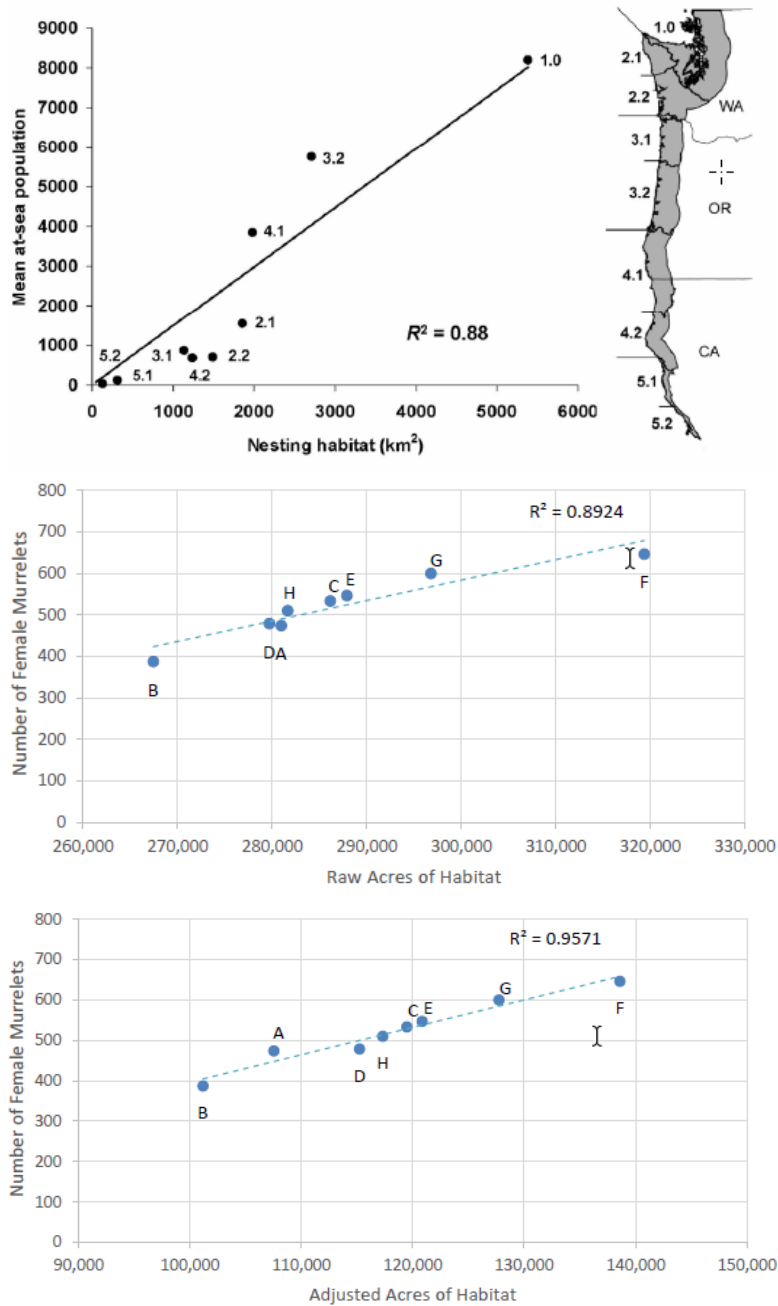 9000
8000
7000
6000
5000
4000
3000
2000
1000
0
Mean at-sea population
1.0
3.2
4.1
2.1
5.2
3.1
2.2
5.1
4.2
R² = 0.88
0 1000 2000 3000 4000 5000 6000
Nesting habitat (km²)
1.0
2.1
2.2
WA
3.1
3.2
OR
4.1
4.2
CA
5.1
5.2
800
700
600
500
400
300
200
100
0
Number of Female Murrelets
R² = 0.8924
G
H C E
F
D A
B
260,000 270,000 280,000 290,000 300,000 310,000 320,000 330,000
Raw Acres of Habitat
800
700
600
500
400
300
200
100
0
Number of Female Murrelets
R² = 0.9571
G
C E
F
A
H
D
B
90,000 100,000 110,000 120,000 130,000 140,000 150,000
Adjusted Acres of Habitat